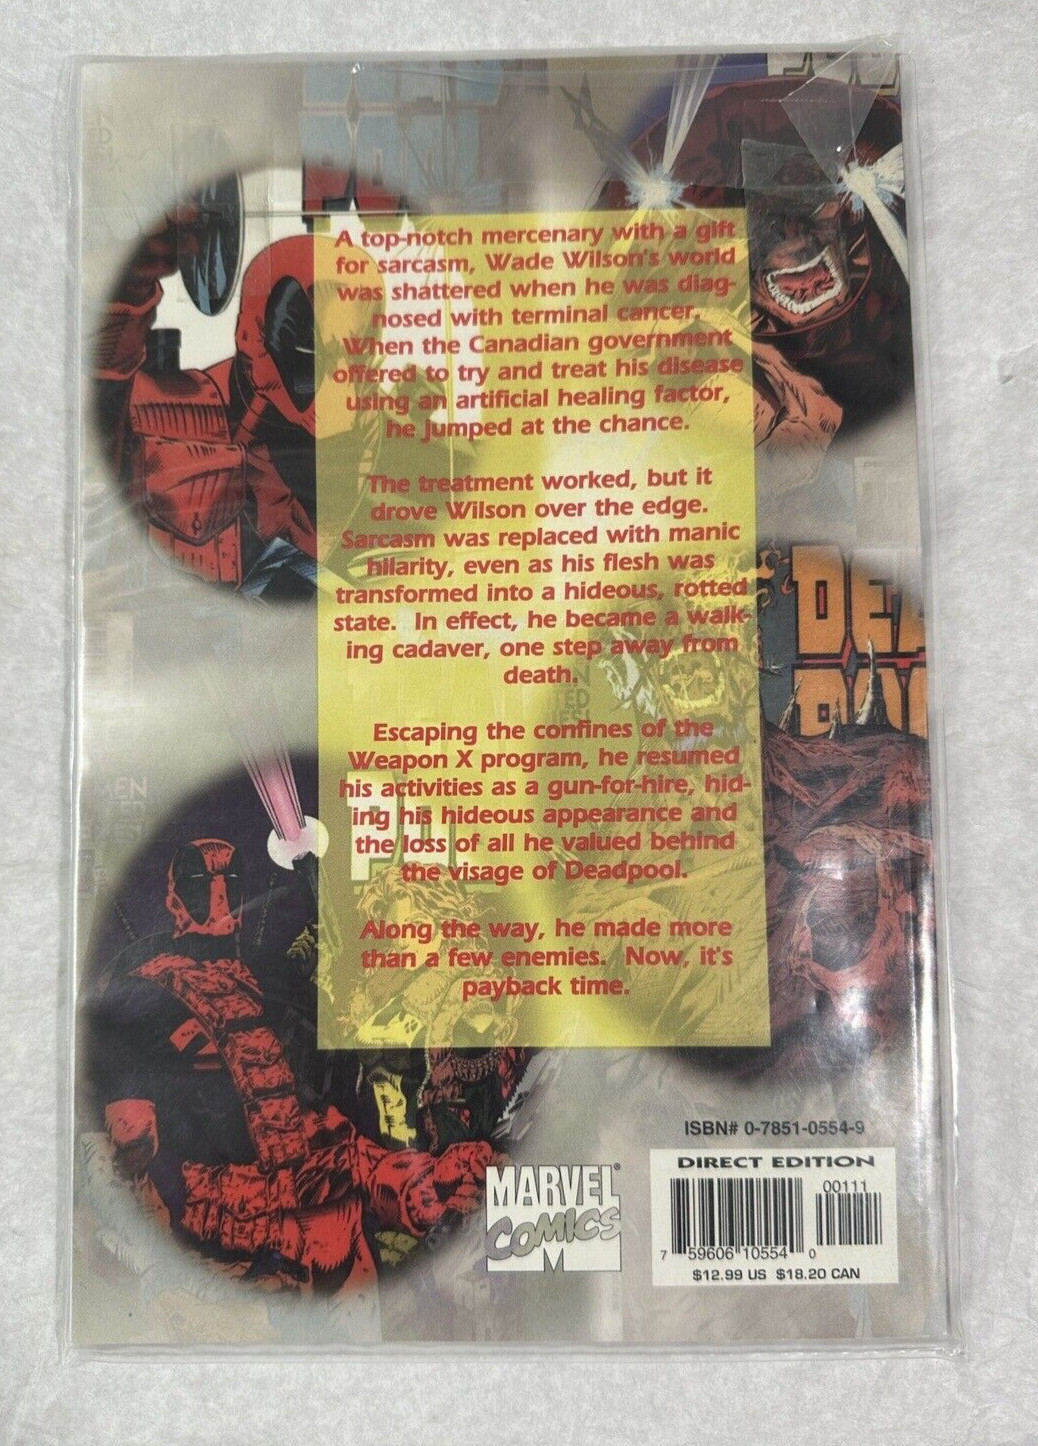 A top-notch mercenary with a gift
for sarcasm, Wade Wilson's world
was shattered when he was diag-
nosed with terminal cancer.
When the Canadian government
offered to try and treat his disease
using an artificial healing factor,
he jumped at the chance.
The treatment worked, but it
drove Wilson over the edge.
Sarcasm was replaced with manic
hilarity, even as his flesh was
transformed into a hideous, rotted
state. In effect, he became a walk-
ing cadaver, one step away from
death.
Escaping the confines of the
Weapon X program, he resumed
his activities as a gun-for-hire, hid-
ing his hideous appearance and
the loss of all he valued behind
the visage of Deadpool.
Along the way, he made more
than a few enemies. Now, it's
payback time.
DEA
POO
ISBN# 0-7851-0554-9
MARVEL®
COMICS
M
DIRECT EDITION
00111
7 59606 10554 0
$12.99 US $18.20 CAN